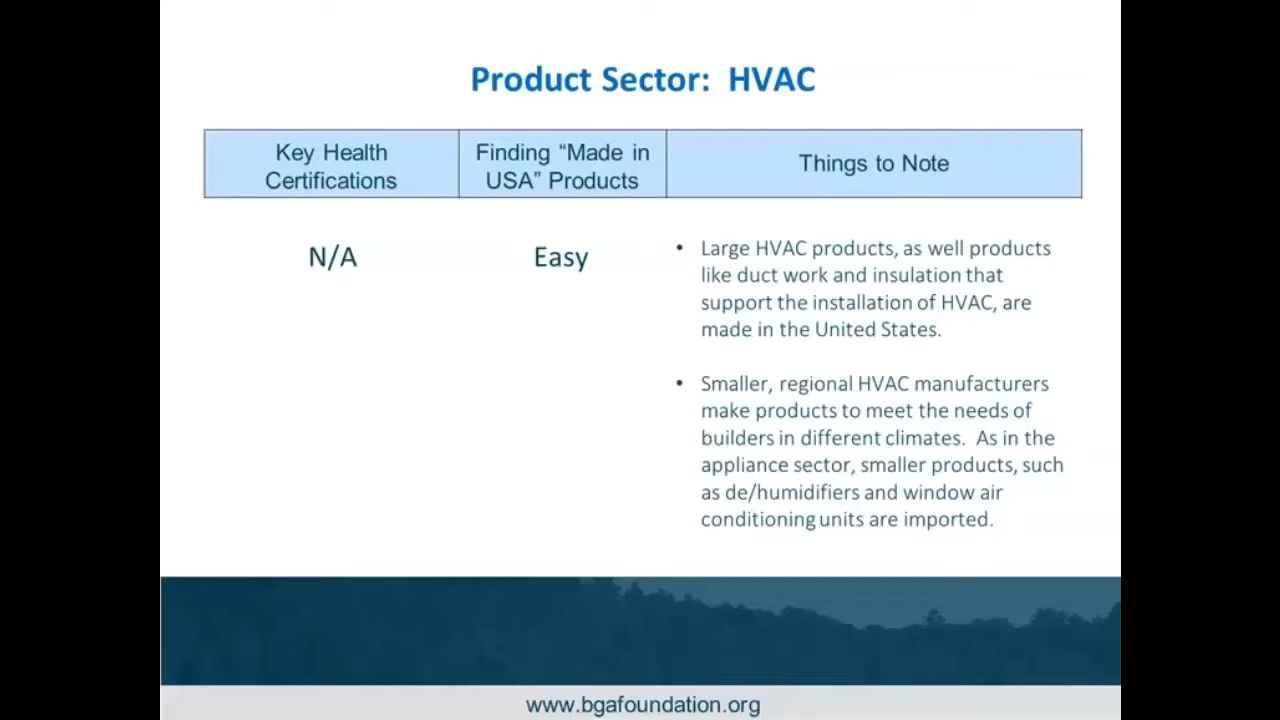 Product Sector:  HVAC
Key Health
Certifications
Finding “Made in
USA” Products
Things to Note
N/A
Easy
• Large HVAC products, as well products
like duct work and insulation that
support the installation of HVAC, are
made in the United States.
• Smaller, regional HVAC manufacturers
make products to meet the needs of
builders in different climates.  As in the
appliance sector, smaller products, such
as de/humidifiers and window air
conditioning units are imported.
www.bgafoundation.org